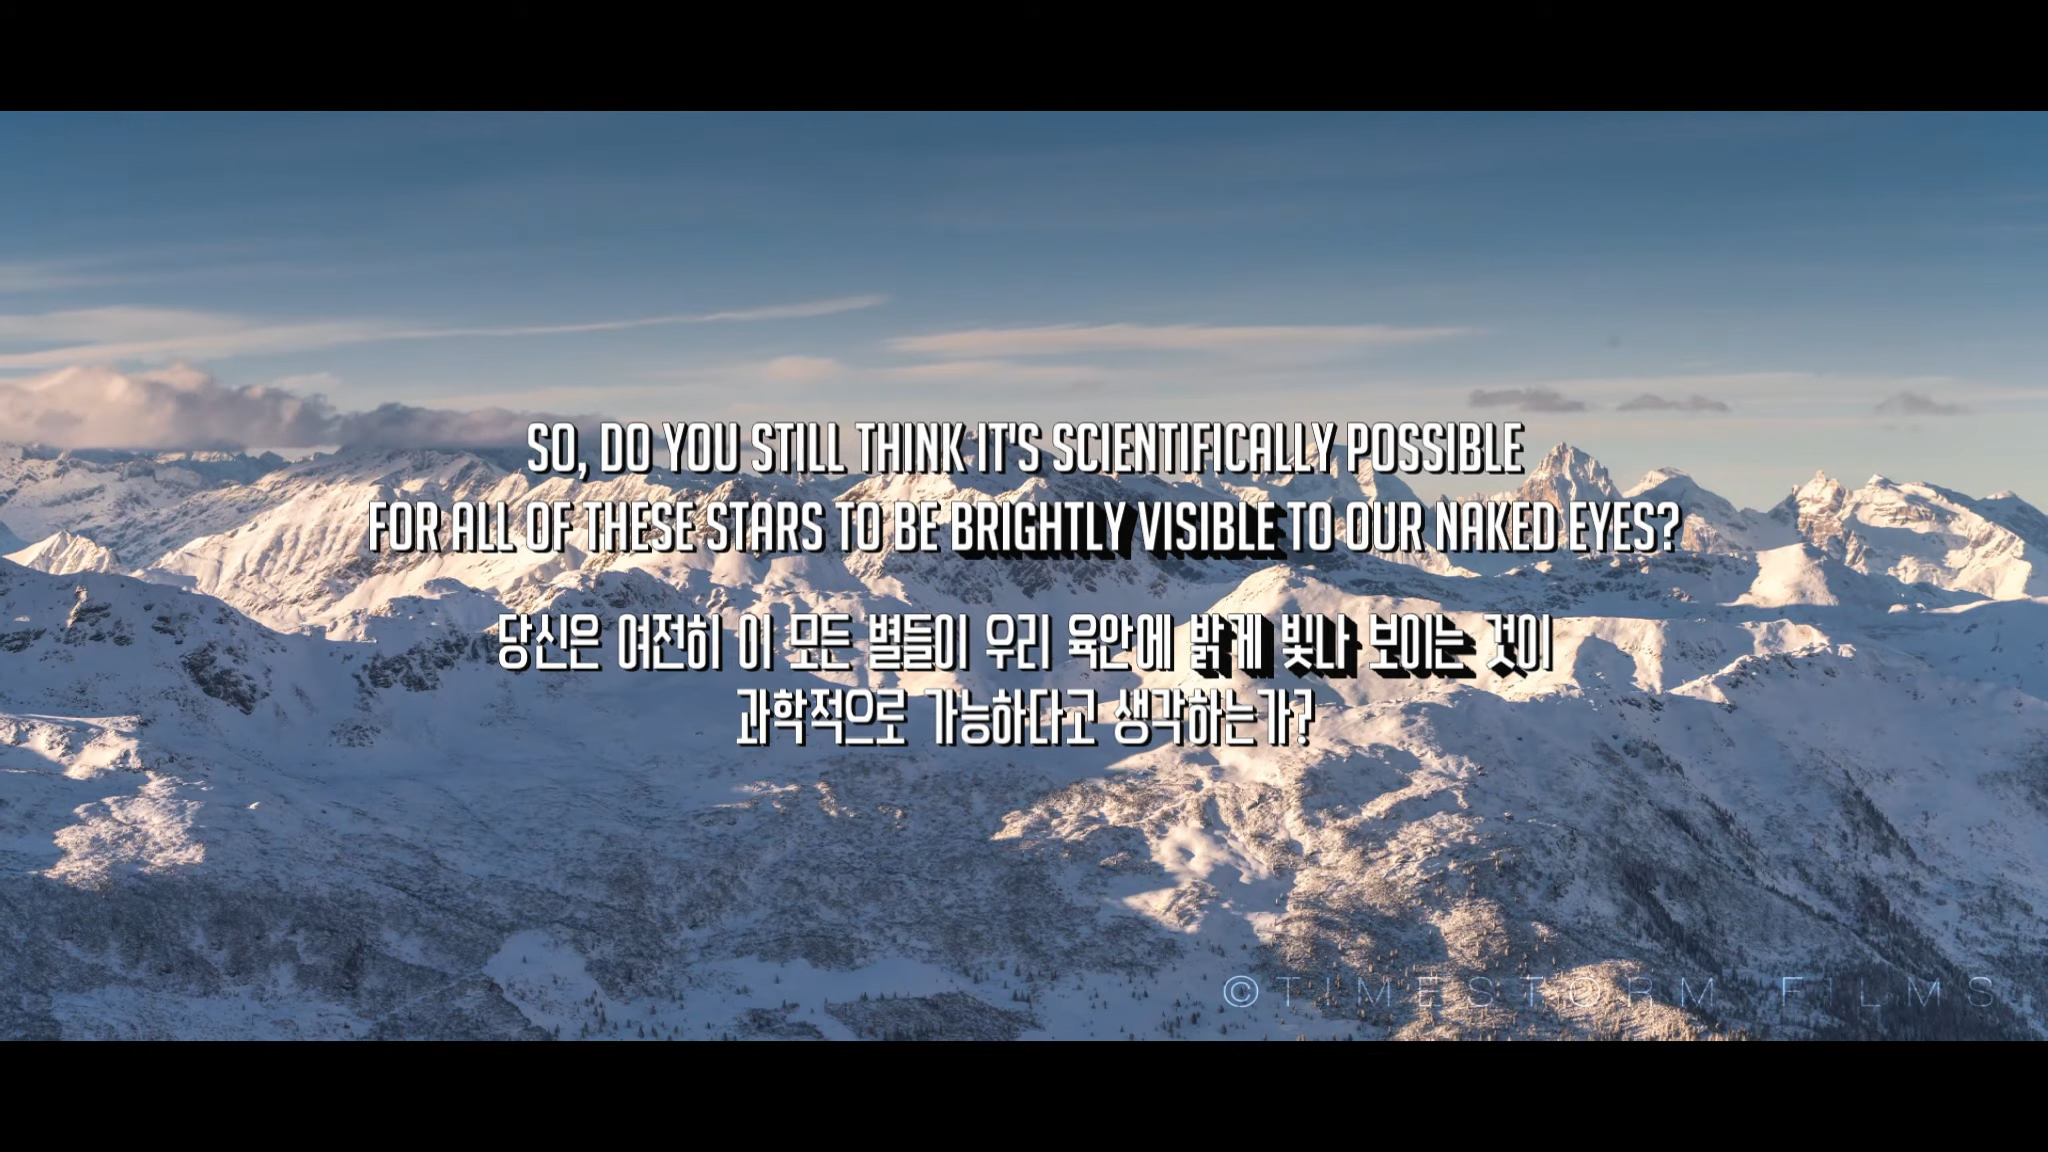 SO, DO YOU STILL THINK IT'S SCIENTIFICALLY POSSIBLE
FOR ALL OF THESE STARS TO BE BRIGHTLY VISIBLE TO OUR NAKED EYES?
당신은 여전히 이 모든 별들이 우리 육안에 밝게 빛나 보이는 것이
과학적으로 가능하다고 생각하는가?
©TIMESTORM FILMS